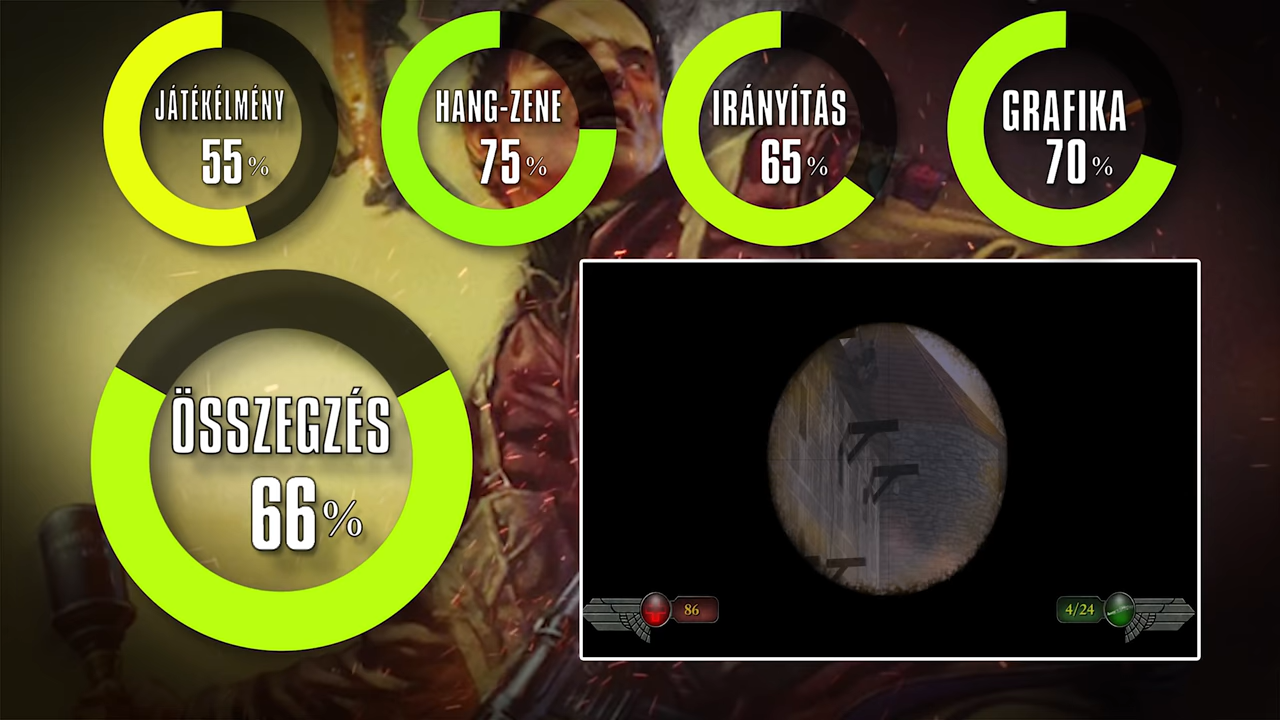 JÁTÉKÉLMÉNY
55%
HANG-ZENE
75%
IRÁNYÍTÁS
65%
GRAFIKA
70%
ÖSSZEGZÉS
66%
86
4/24